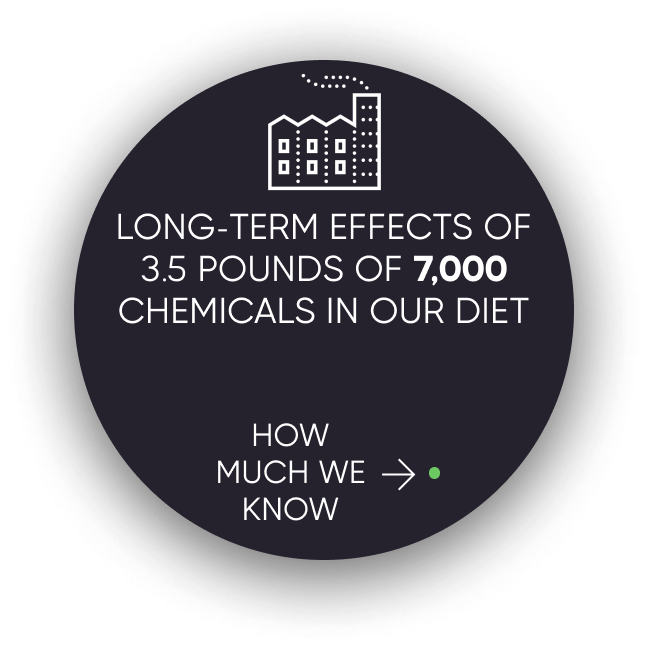 LONG-TERM EFFECTS OF
3.5 POUNDS OF 7,000
CHEMICALS IN OUR DIET
HOW
MUCH WE
KNOW